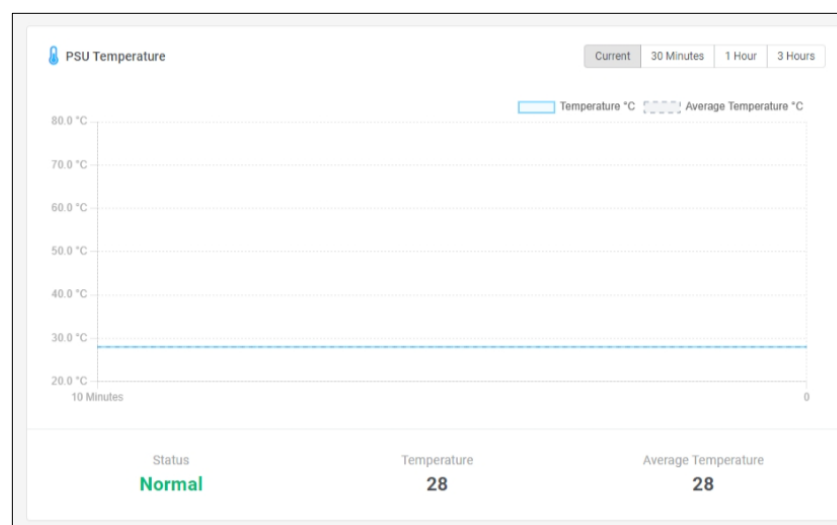 PSU Temperature
Current 30 Minutes 1 Hour 3 Hours
Temperature °C Average Temperature °C
80.0 °C
70.0 °C
60.0 °C
50.0 °C
40.0 °C
30.0 °C
20.0 °C
10 Minutes 0
Status Temperature Average Temperature
Normal 28 28